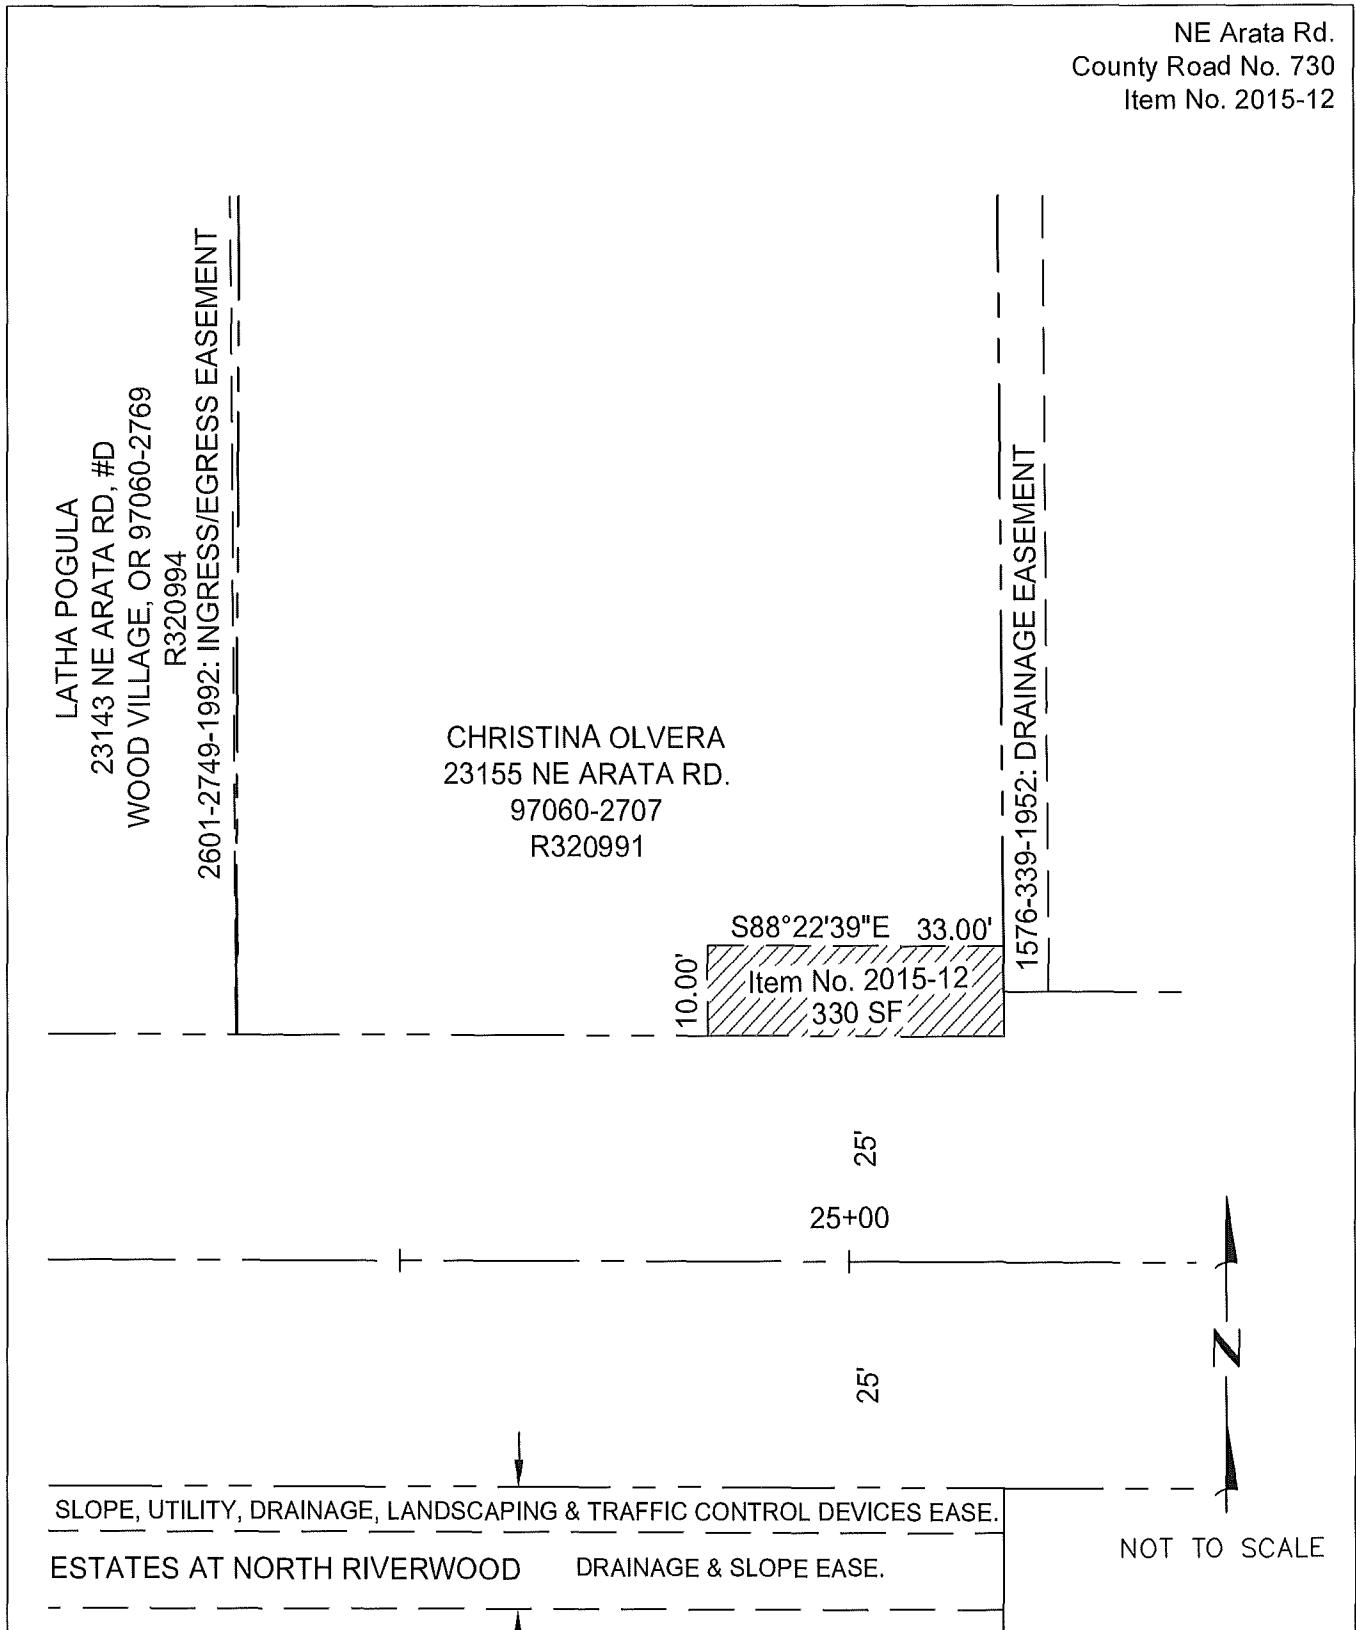 NE Arata Rd.
County Road No. 730
Item No. 2015-12
LATHA POGULA
23143 NE ARATA RD, #D
WOOD VILLAGE, OR 97060-2769
R320994
2601-2749-1992: INGRESS/EGRESS EASEMENT
CHRISTINA OLVERA
23155 NE ARATA RD.
97060-2707
R320991
1576-339-1952: DRAINAGE EASEMENT
S88°22'39"E 33.00'
10.00'
Item No. 2015-12
330 SF
25'
25+00
25'
N
SLOPE, UTILITY, DRAINAGE, LANDSCAPING & TRAFFIC CONTROL DEVICES EASE.
ESTATES AT NORTH RIVERWOOD DRAINAGE & SLOPE EASE.
NOT TO SCALE